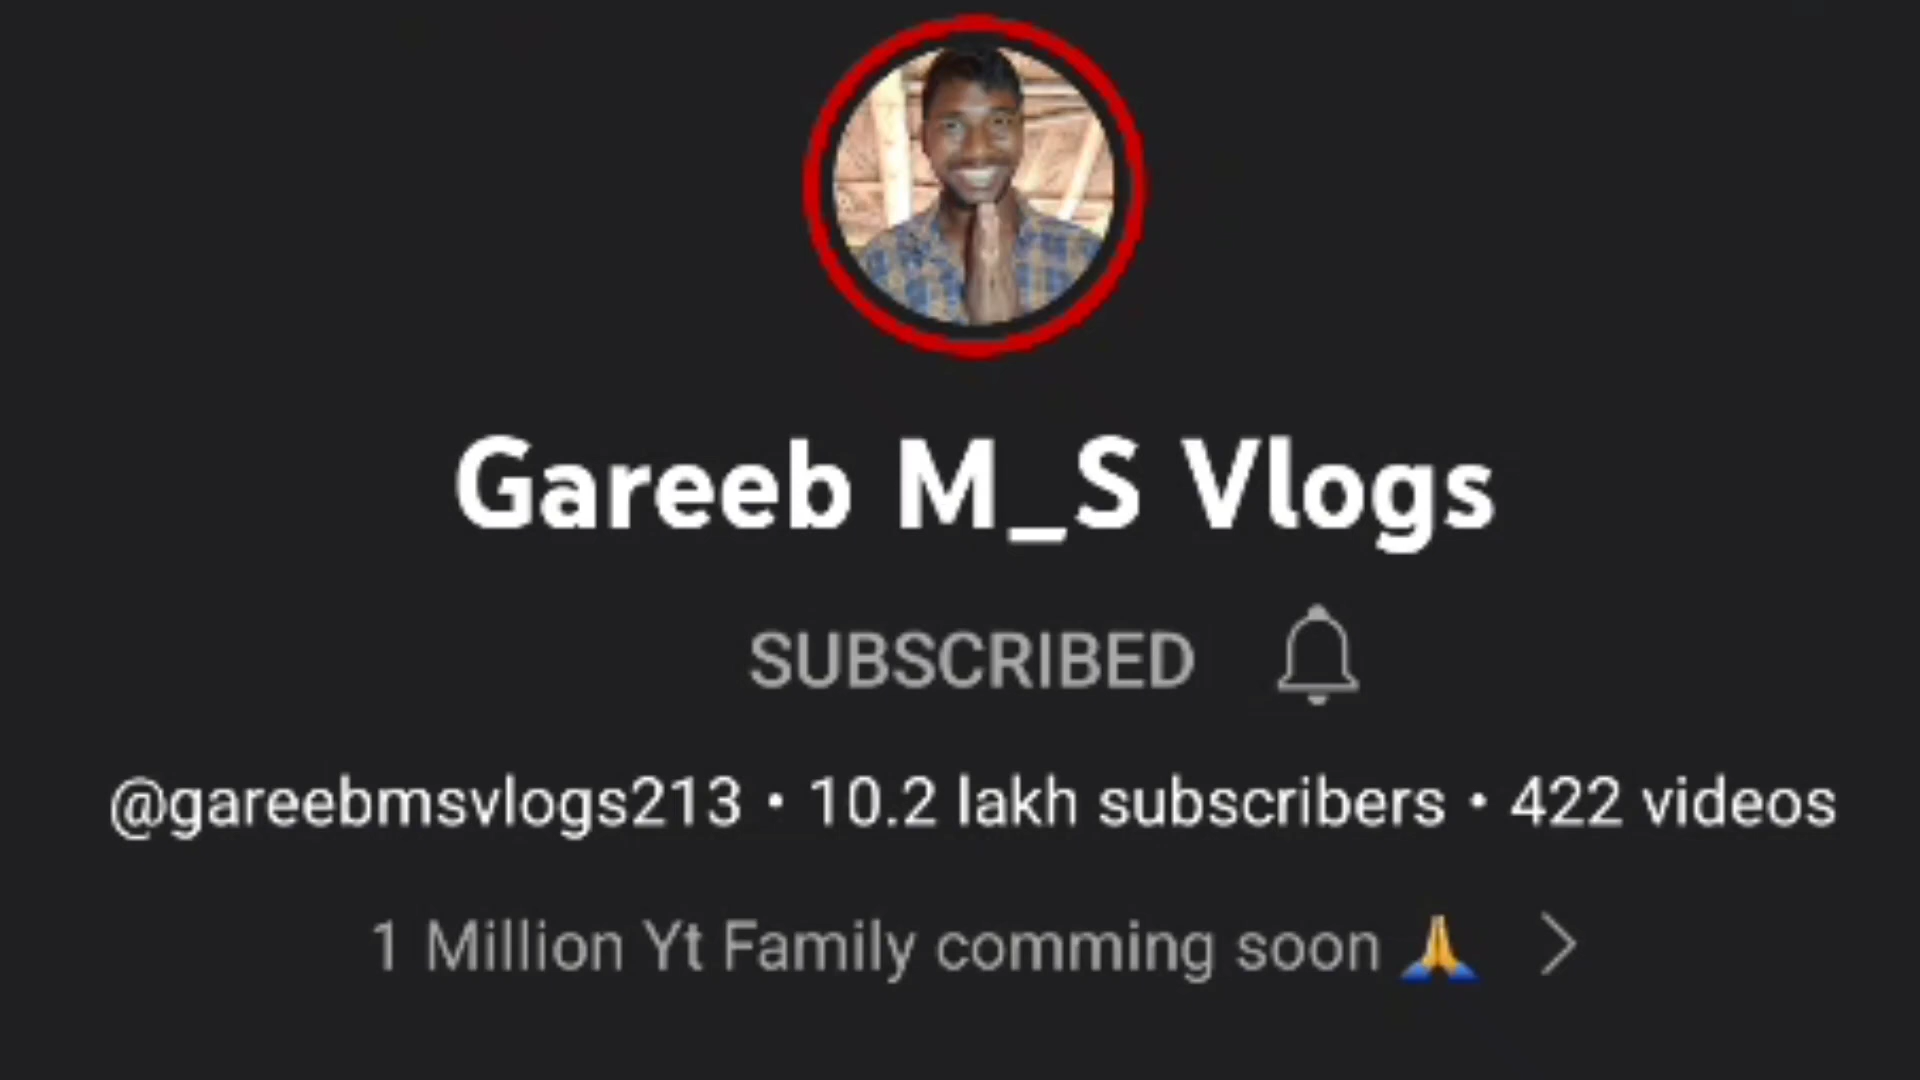 Gareeb M_S Vlogs
SUBSCRIBED
@gareebmsvlogs213 • 10.2 lakh subscribers • 422 videos
1 Million Yt Family comming soon 🙏 >